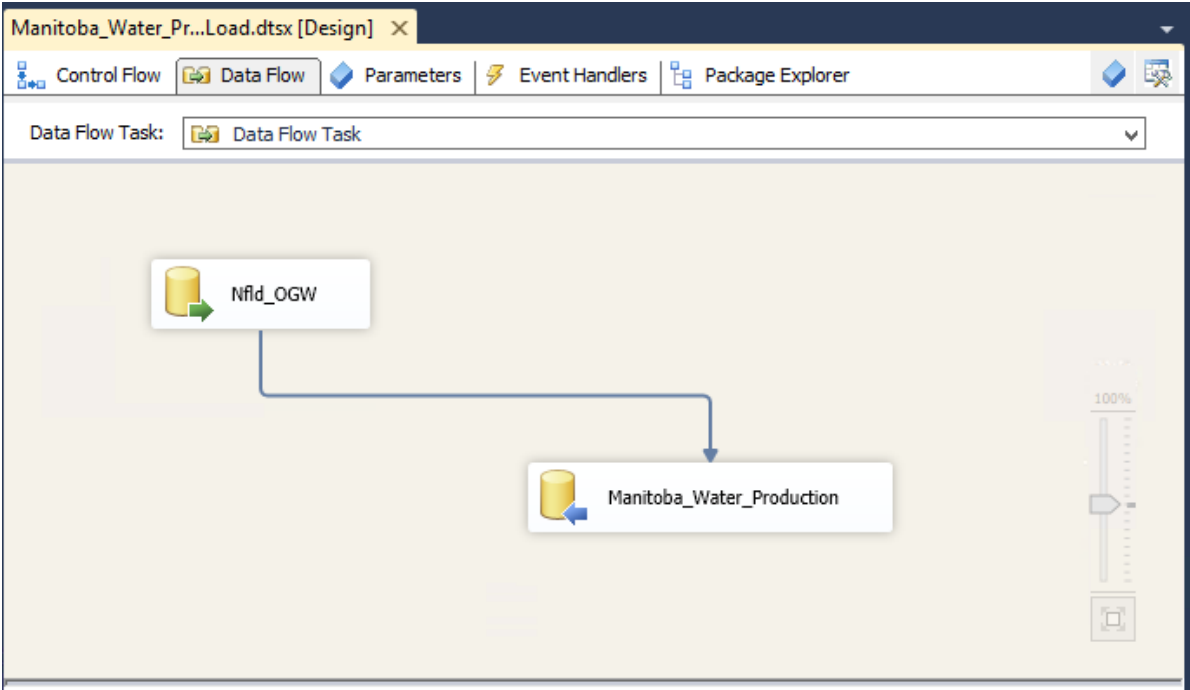 Manitoba_Water_Pr...Load.dtsx [Design]
Control Flow Data Flow Parameters Event Handlers Package Explorer
Data Flow Task: Data Flow Task
Nfld_OGW
100%
Manitoba_Water_Production